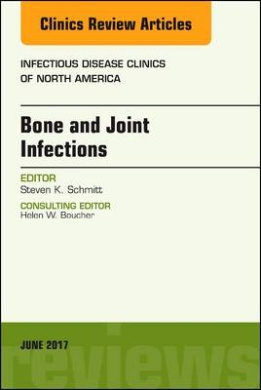 Clinics Review Articles
INFECTIOUS DISEASE CLINICS
OF NORTH AMERICA
Bone and Joint
Infections
EDITOR
Steven K. Schmitt
CONSULTING EDITOR
Helen W. Boucher
JUNE 2017
reviews